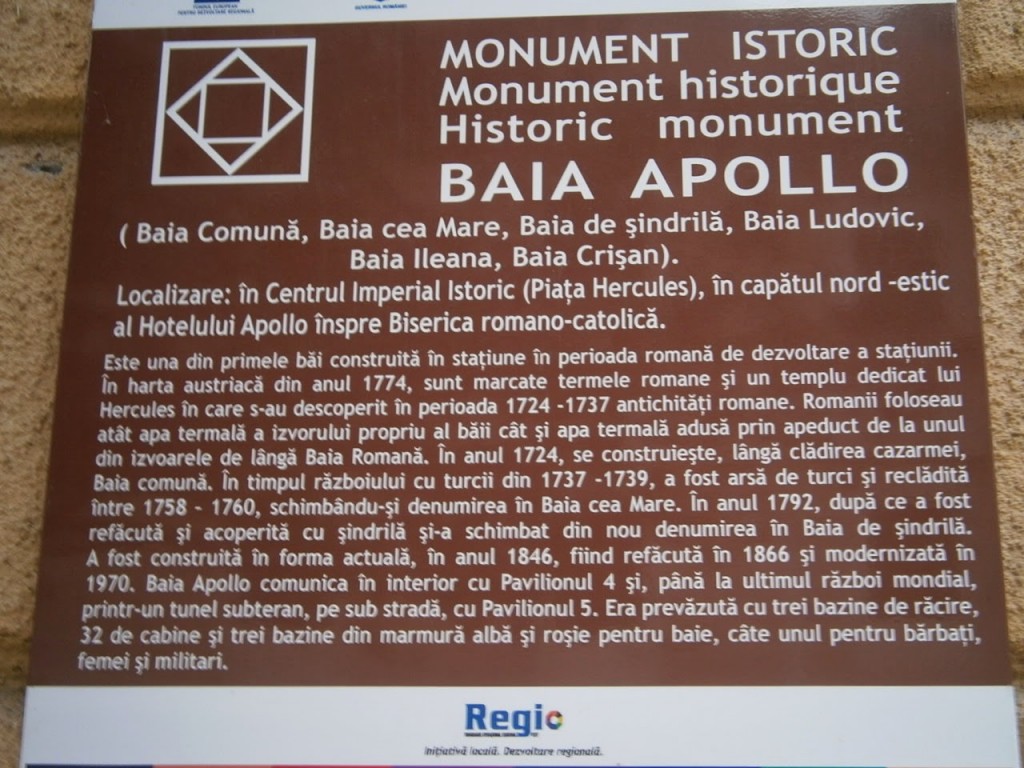 FONDUL EUROPEAN
PENTRU DEZVOLTARE REGIONALĂ
GUVERNUL ROMÂNIEI
MONUMENT ISTORIC
Monument historique
Historic monument
BAIA APOLLO
( Baia Comună, Baia cea Mare, Baia de şindrilă, Baia Ludovic,
Baia Ileana, Baia Crişan).
Localizare: în Centrul Imperial Istoric (Piaţa Hercules), în capătul nord -estic
al Hotelului Apollo înspre Biserica romano-catolică.
Este una din primele băi construită în staţiune în perioada romană de dezvoltare a staţiunii.
În harta austriacă din anul 1774, sunt marcate termele romane şi un templu dedicat lui
Hercules în care s-au descoperit în perioada 1724 -1737 antichităţi romane. Romanii foloseau
atât apa termală a izvorului propriu al băii cât şi apa termală adusă prin apeduct de la unul
din izvoarele de lângă Baia Romană. În anul 1724, se construieşte, lângă clădirea cazarmei,
Baia comună. În timpul războiului cu turcii din 1737 -1739, a fost arsă de turci şi reclădită
între 1758 - 1760, schimbându-şi denumirea în Baia cea Mare. În anul 1792, după ce a fost
refăcută şi acoperită cu şindrilă şi-a schimbat din nou denumirea în Baia de şindrilă.
A fost construită în forma actuală, în anul 1846, fiind refăcută în 1866 şi modernizată în
1970. Baia Apollo comunica în interior cu Pavilionul 4 şi, până la ultimul război mondial,
printr-un tunel subteran, pe sub stradă, cu Pavilionul 5. Era prevăzută cu trei bazine de răcire,
32 de cabine şi trei bazine din marmură albă şi roşie pentru baie, câte unul pentru bărbaţi,
femei şi militari.
Regio
Iniţiativă locală. Dezvoltare regională.